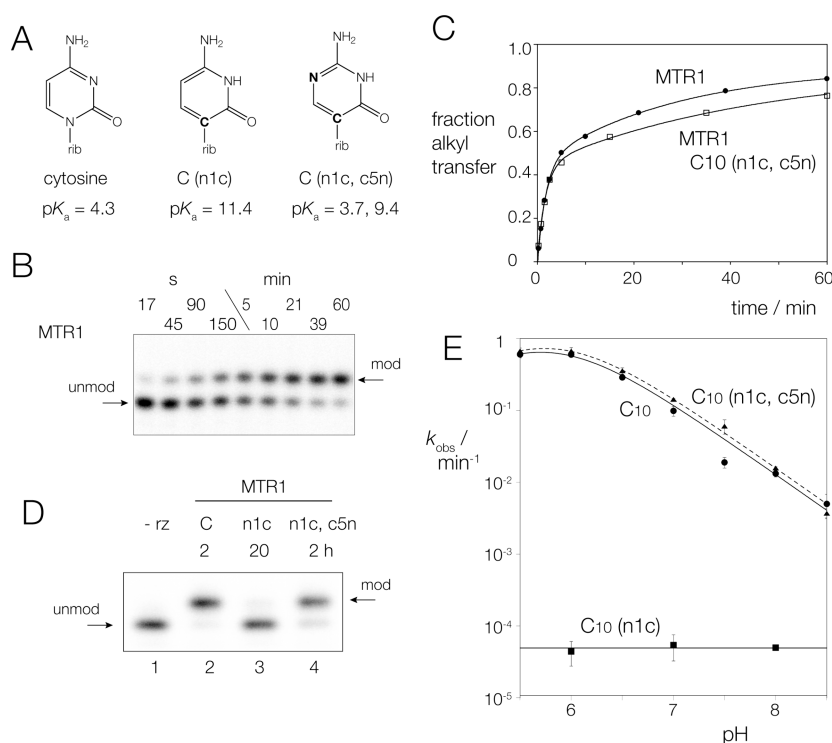 A
NH2
N
N
O
rib
cytosine
pKa = 4.3
NH2
NH
C
O
rib
C (n1c)
pKa = 11.4
NH2
N
NH
C
O
rib
C (n1c, c5n)
pKa = 3.7, 9.4
B
s
min
17 90 5 21 60
45 150 10 39
MTR1
unmod
mod
C
1.0
0.8
0.6
0.4
0.2
0
fraction
alkyl
transfer
MTR1
MTR1
C10 (n1c, c5n)
0 20 40 60
time / min
D
MTR1
- rz C n1c n1c, c5n
2 20 2 h
unmod
mod
1 2 3 4
E
1
10-1
10-2
10-3
10-4
10-5
kobs /
min-1
C10
C10 (n1c, c5n)
C10 (n1c)
6 7 8
pH